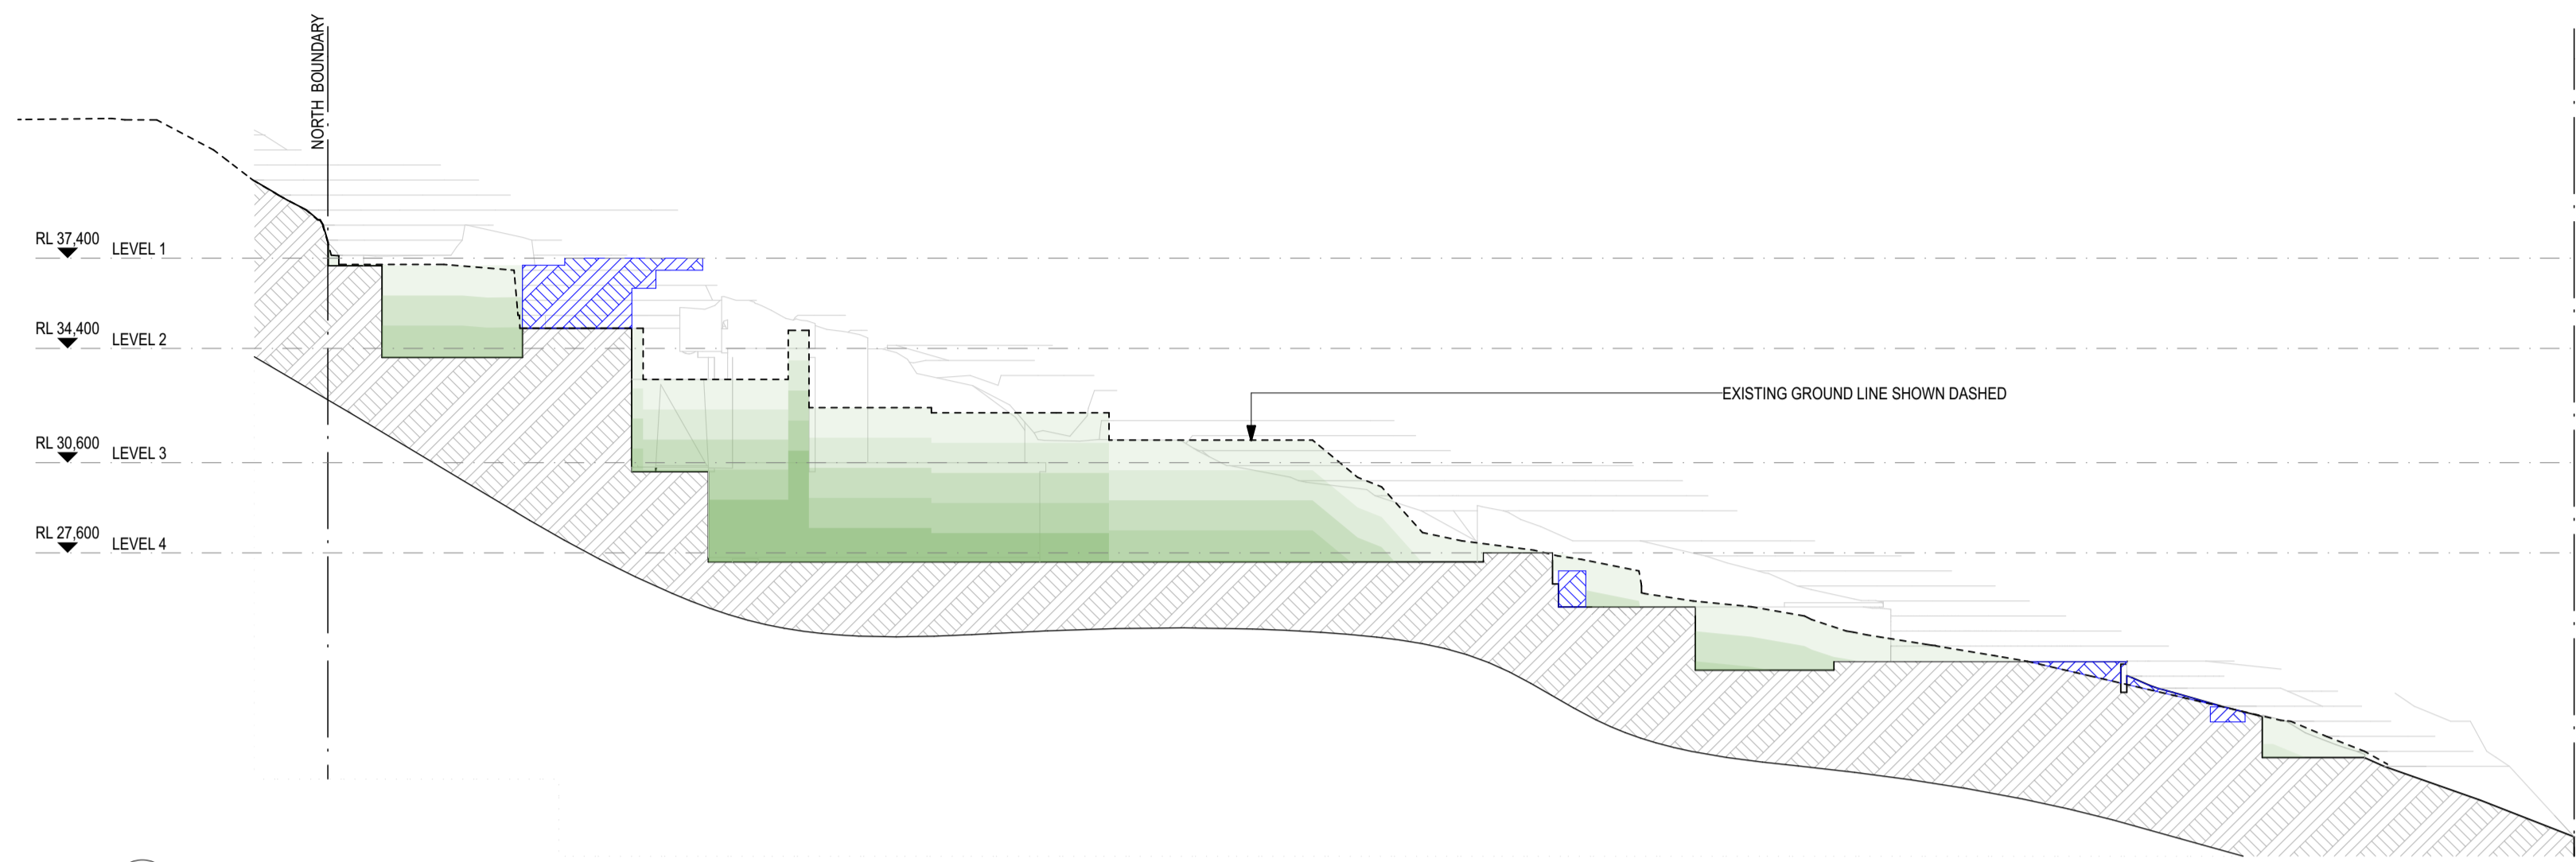 NORTH BOUNDARY
RL 37,400
LEVEL 1
RL 34,400
LEVEL 2
EXISTING GROUND LINE SHOWN DASHED
RL 30,600
LEVEL 3
RL 27,600
LEVEL 4